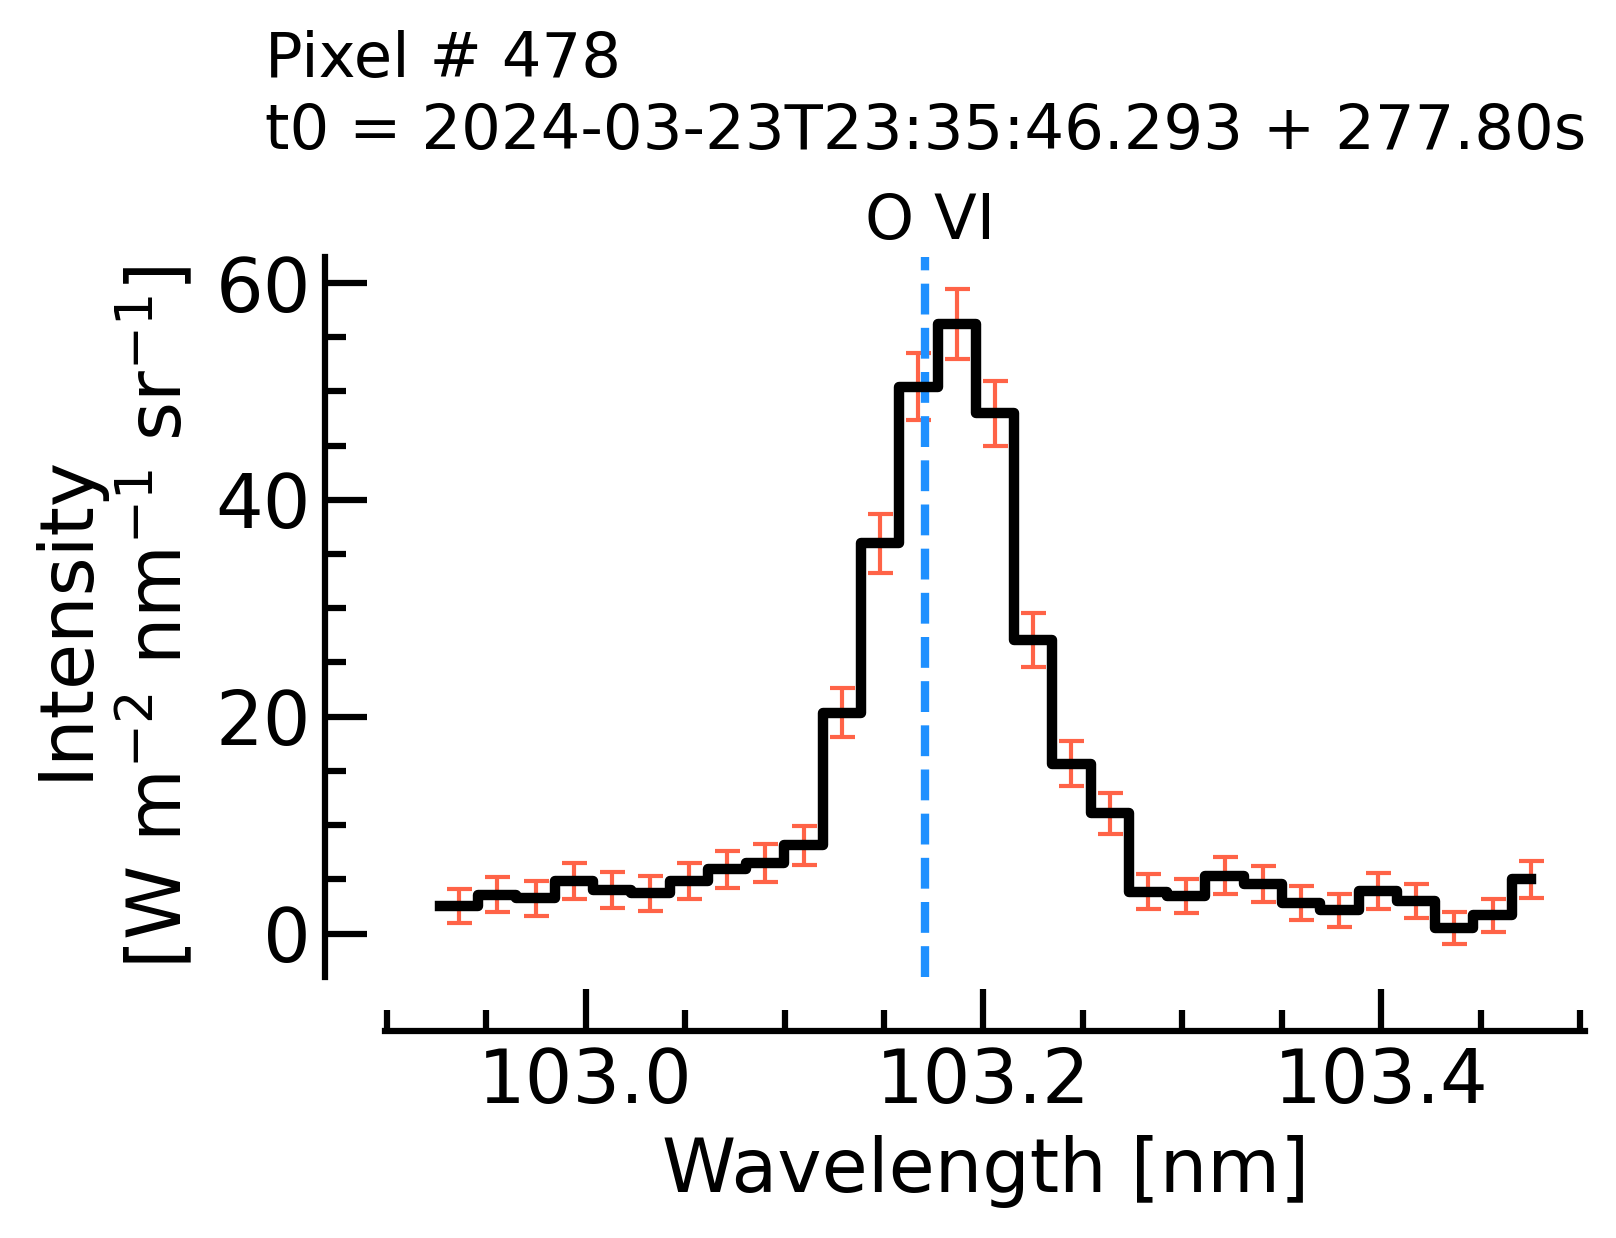 Pixel # 478
t0 = 2024-03-23T23:35:46.293 + 277.80s
O VI
Intensity
[W m⁻² nm⁻¹ sr⁻¹]
60
40
20
0
103.0 103.2 103.4
Wavelength [nm]